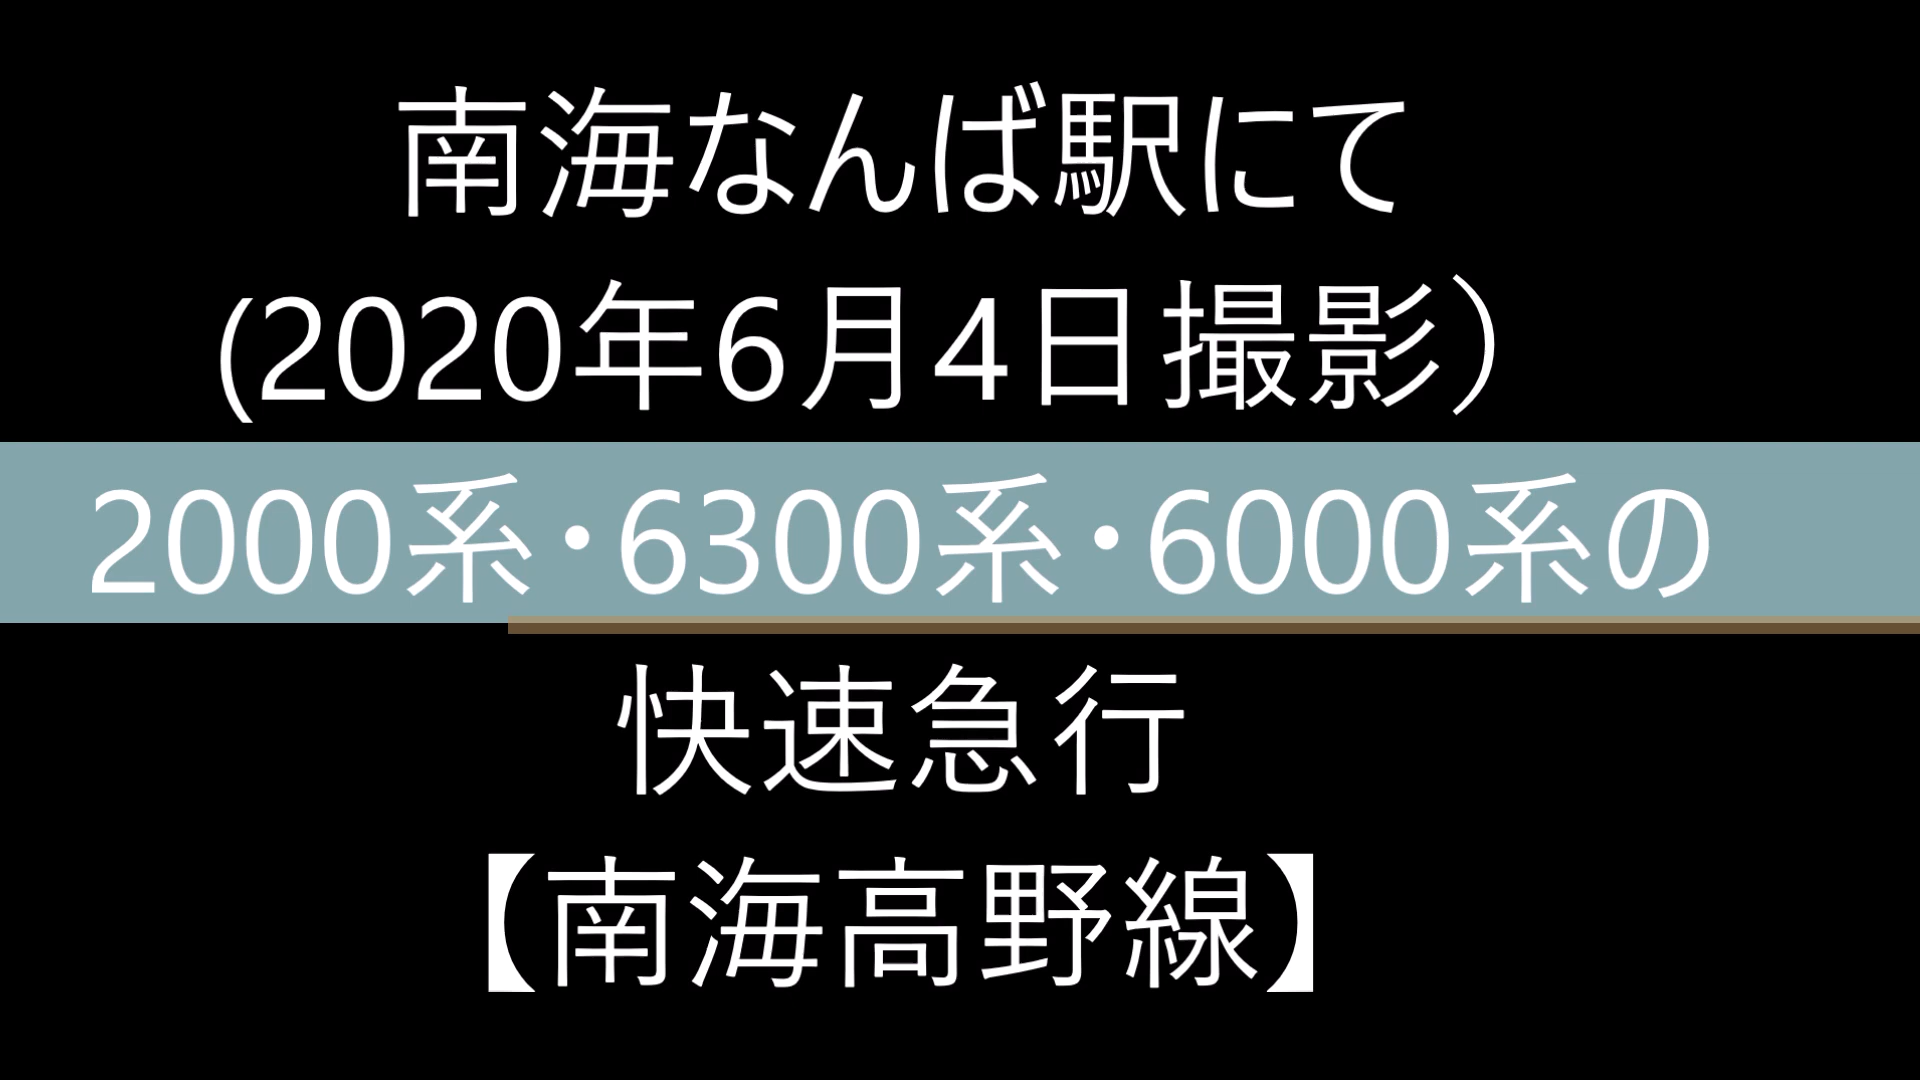 南海なんば駅にて
(2020年6月4日撮影）
2000系・6300系・6000系の
快速急行
【南海高野線】